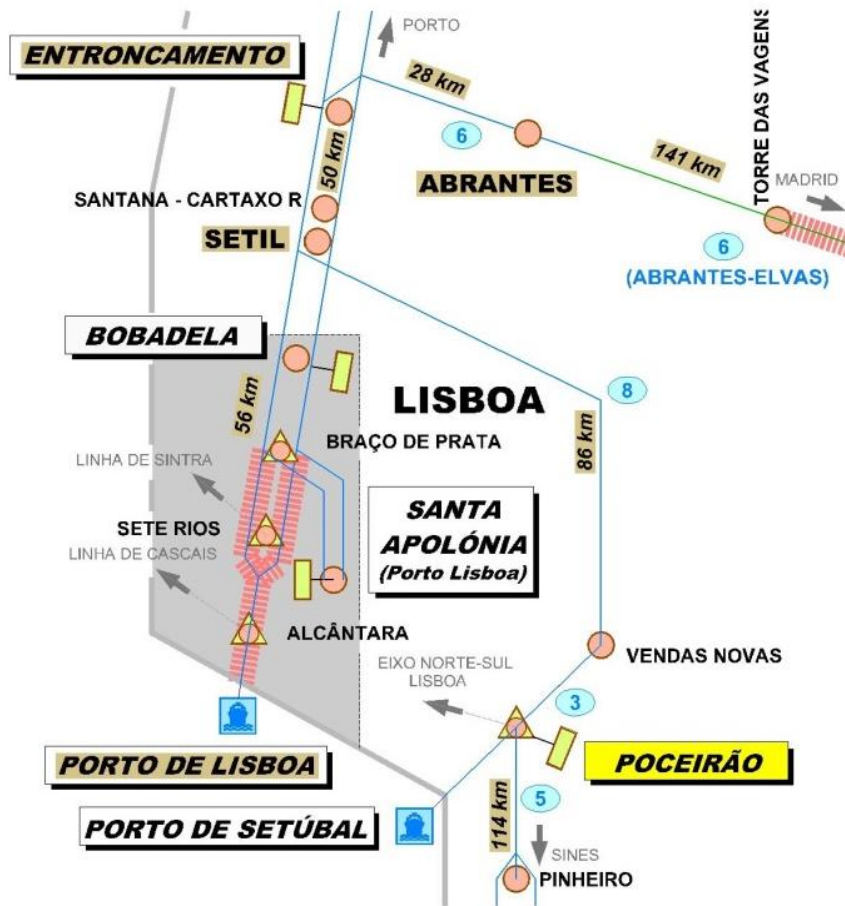 PORTO
ENTRONCAMENTO
28 km
6
50 km
141 km
TORRE DAS VAGENS
MADRID
ABRANTES
SANTANA - CARTAXO R
SETIL
6
(ABRANTES-ELVAS)
BOBADELA
56 km
LISBOA
8
86 km
BRAÇO DE PRATA
LINHA DE SINTRA
SETE RIOS
LINHA DE CASCAIS
SANTA
APOLÓNIA
(Porto Lisboa)
ALCÂNTARA
VENDAS NOVAS
EIXO NORTE-SUL
LISBOA
3
PORTO DE LISBOA
POCEIRÃO
PORTO DE SETÚBAL
114 km
5
SINES
PINHEIRO